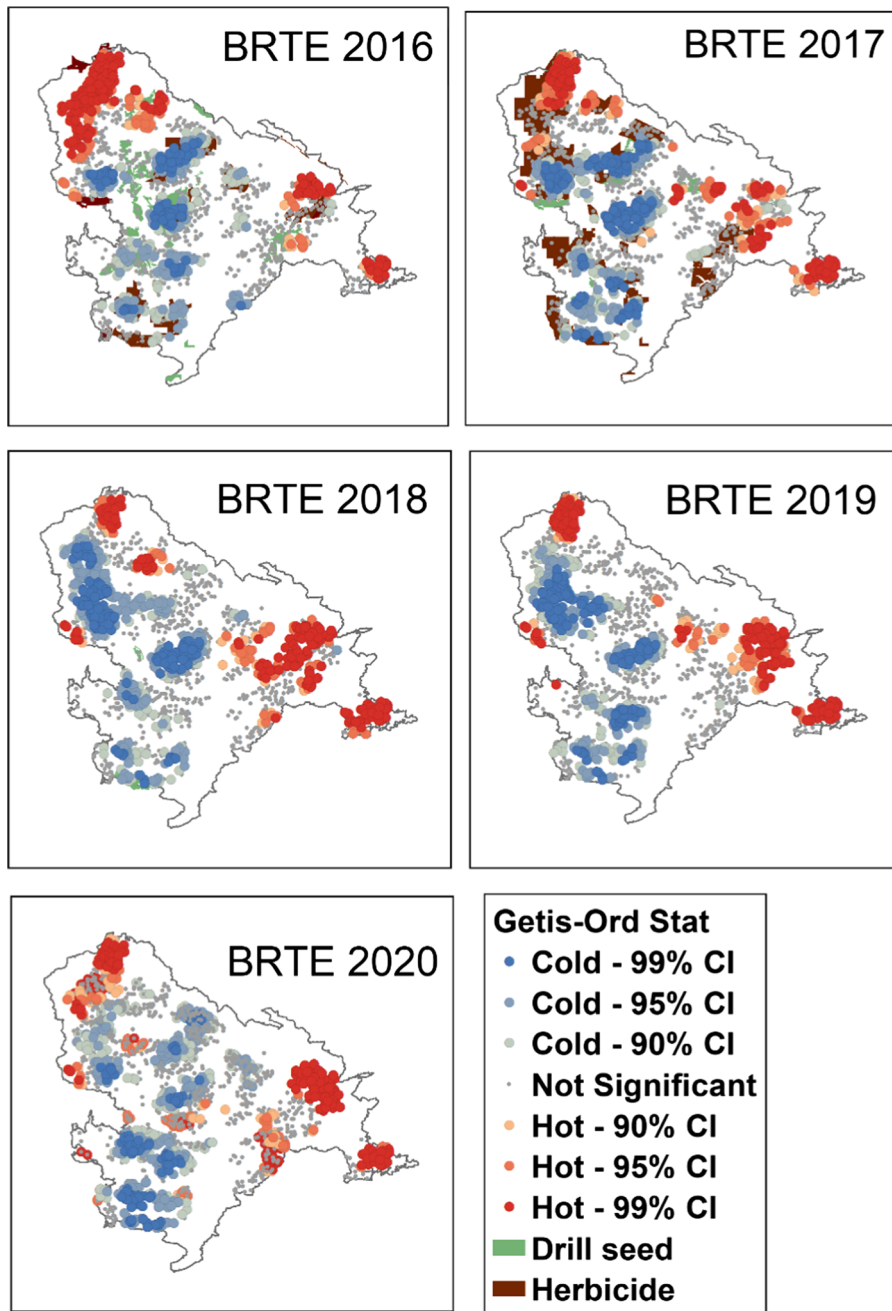 BRTE 2016
BRTE 2017
BRTE 2018
BRTE 2019
BRTE 2020
Getis-Ord Stat
Cold - 99% CI
Cold - 95% CI
Cold - 90% CI
Not Significant
Hot - 90% CI
Hot - 95% CI
Hot - 99% CI
Drill seed
Herbicide